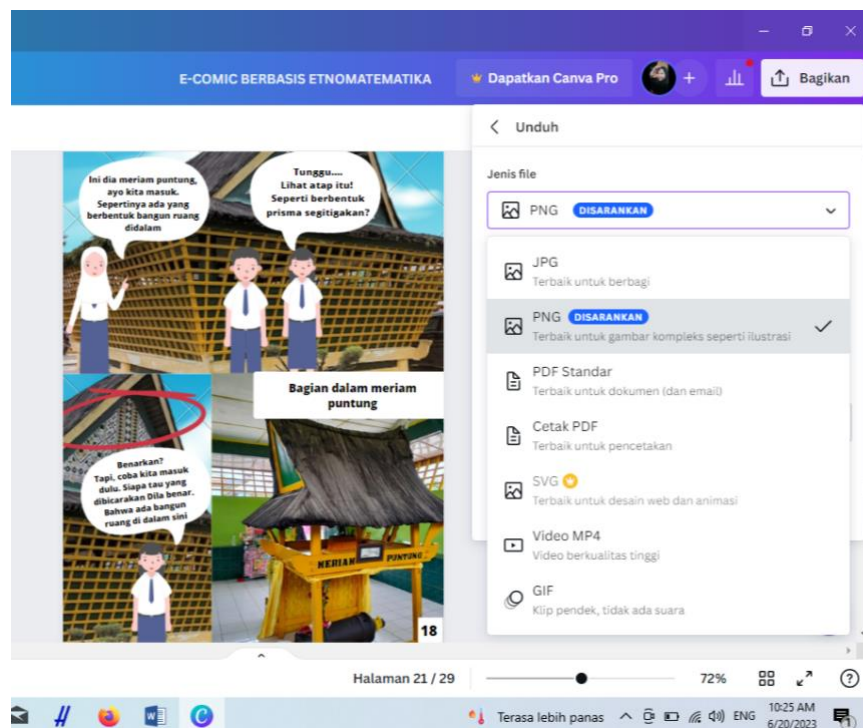 E-COMIC BERBASIS ETNOMATEMATIKA
Dapatkan Canva Pro
Bagikan
Unduh
Jenis file
PNG DISARANKAN
JPG
Terbaik untuk berbagi
PNG DISARANKAN
Terbaik untuk gambar kompleks seperti ilustrasi
PDF Standar
Terbaik untuk dokumen (dan email)
Cetak PDF
Terbaik untuk pencetakan
SVG
Terbaik untuk desain web dan animasi
Video MP4
Video berkualitas tinggi
GIF
Klip pendek, tidak ada suara
Ini dia meriam puntung,
ayo kita masuk.
Sepertinya ada yang
berbentuk bangun ruang
didalam
Tunggu....
Lihat atap itu!
Seperti berbentuk
prisma segitigakan?
Benarkan?
Tapi, coba kita masuk
dulu. Siapa tau yang
dibicarakan Dila benar.
Bahwa ada bangun
ruang di dalam sini
Bagian dalam meriam
puntung
MERIAM PUNTUNG
18
Halaman 21 / 29
72%
Terasa lebih panas
ENG
10:25 AM
6/20/2023